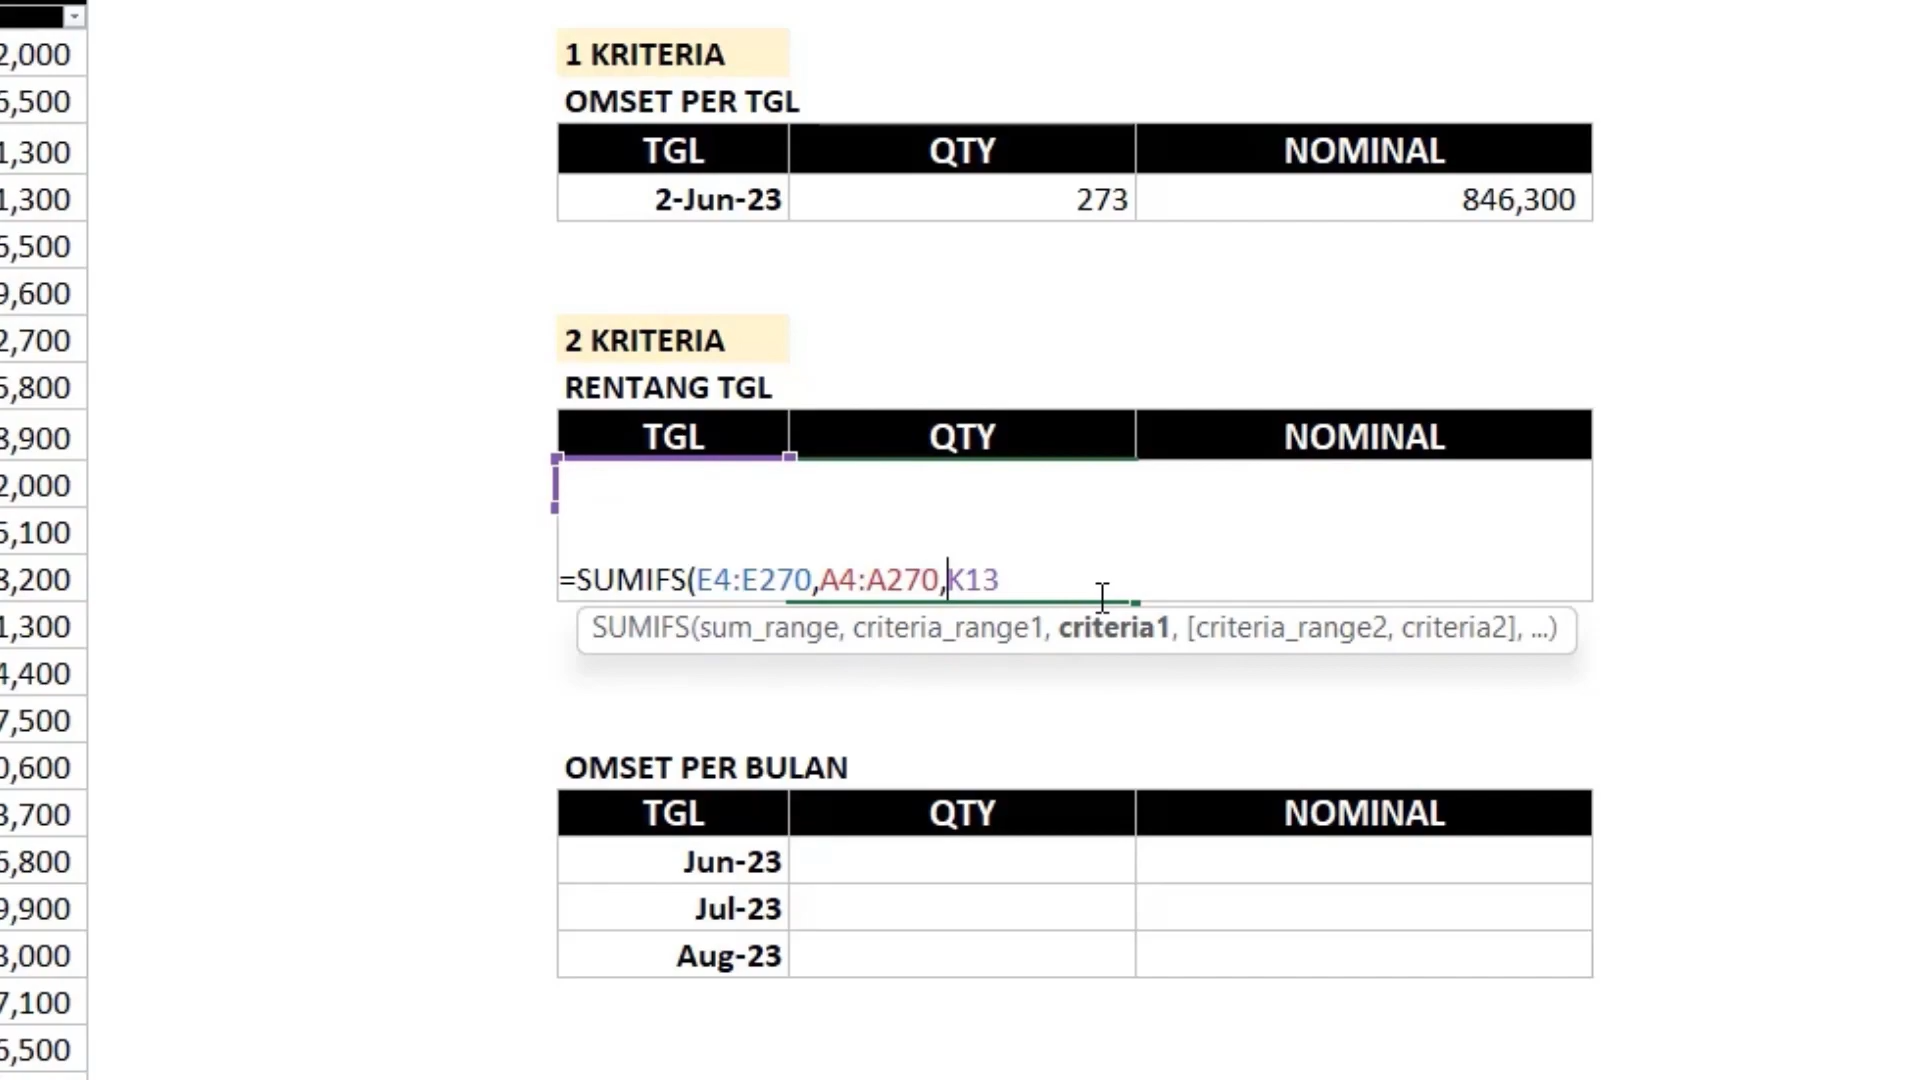 1 KRITERIA
OMSET PER TGL
TGL QTY NOMINAL
2-Jun-23 273 846,300
2 KRITERIA
RENTANG TGL
TGL QTY NOMINAL
=SUMIFS(E4:E270,A4:A270,K13
SUMIFS(sum_range, criteria_range1, criteria1, [criteria_range2, criteria2], ...)
OMSET PER BULAN
TGL QTY NOMINAL
Jun-23
Jul-23
Aug-23